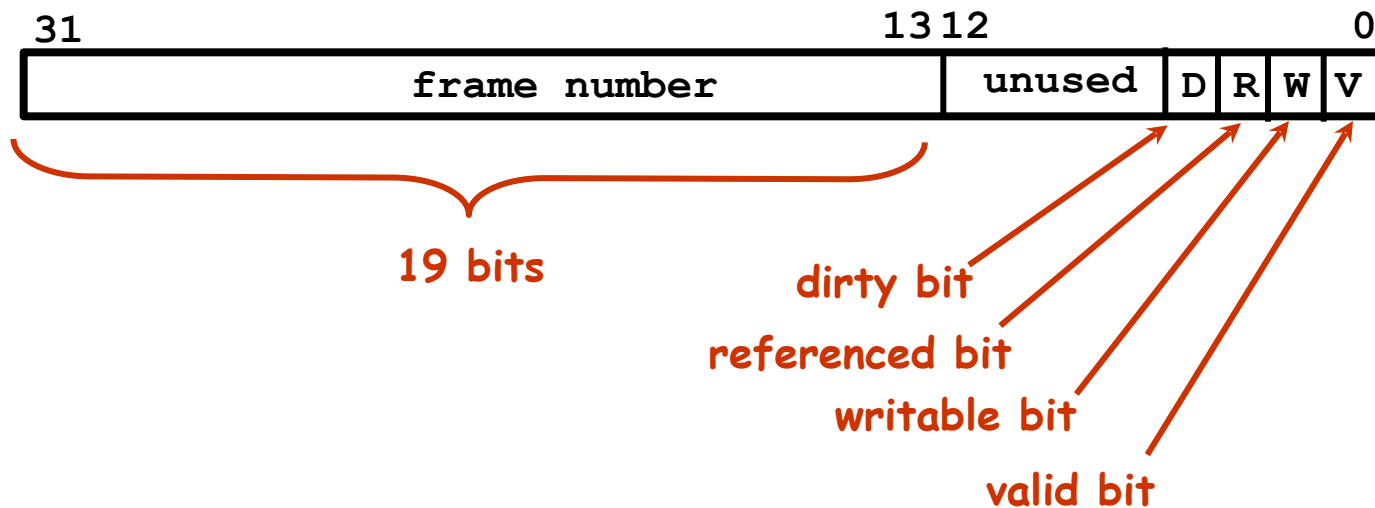 31 13 12 0
frame number unused D R W V
19 bits
dirty bit
referenced bit
writable bit
valid bit